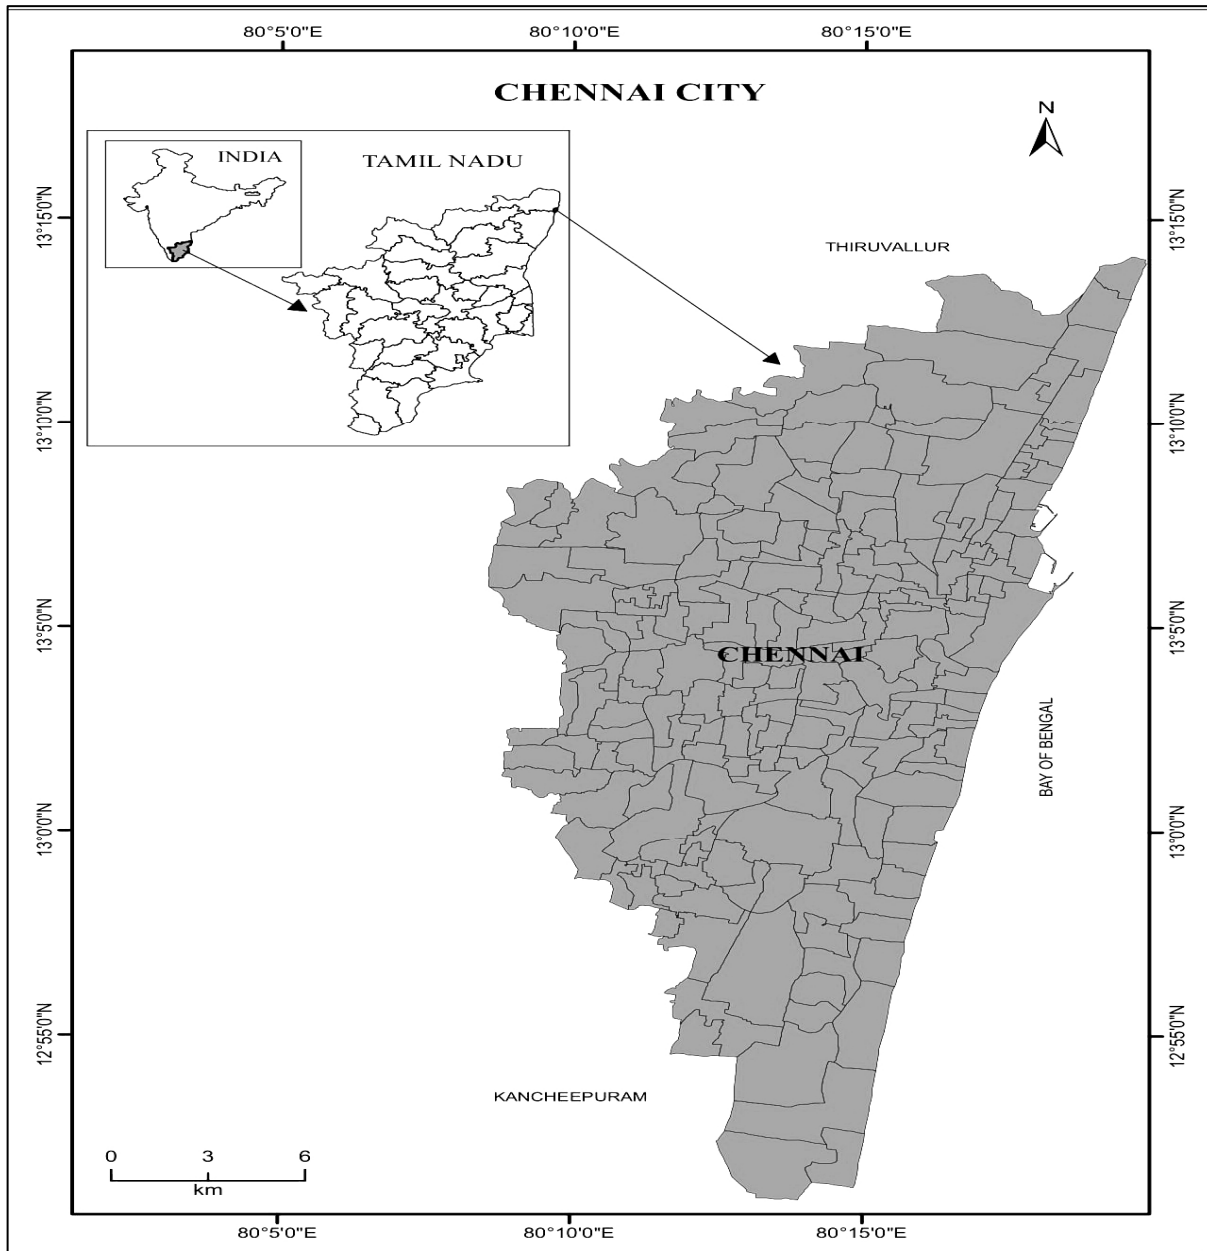 80°5'0"E 80°10'0"E 80°15'0"E
CHENNAI CITY
N
INDIA
TAMIL NADU
13°15'0"N
13°15'0"N
THIRUVALLUR
13°10'0"N
13°10'0"N
13°5'0"N
13°5'0"N
CHENNAI
BAY OF BENGAL
13°0'0"N
13°0'0"N
12°55'0"N
12°55'0"N
KANCHEEPURAM
0 3 6
km
80°5'0"E 80°10'0"E 80°15'0"E